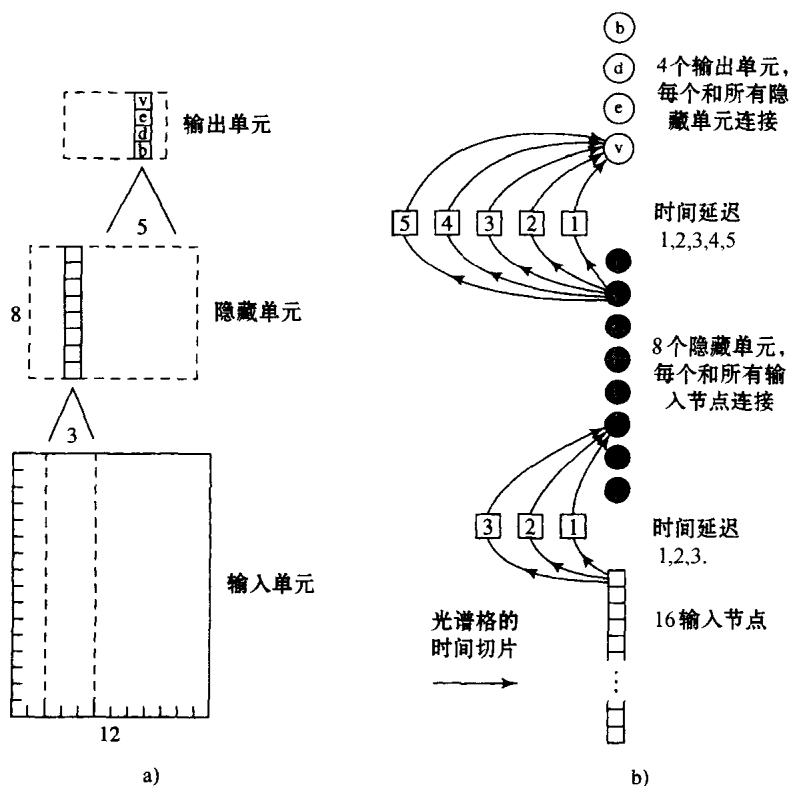 v
e
d
b
输出单元
5
8
隐藏单元
3
输入单元
12
a)
b
d
e
v
4个输出单元,
每个和所有隐
藏单元连接
5
4
3
2
1
时间延迟
1,2,3,4,5
8个隐藏单元,
每个和所有输
入节点连接
3
2
1
时间延迟
1,2,3.
光谱格的
时间切片
16输入节点
b)